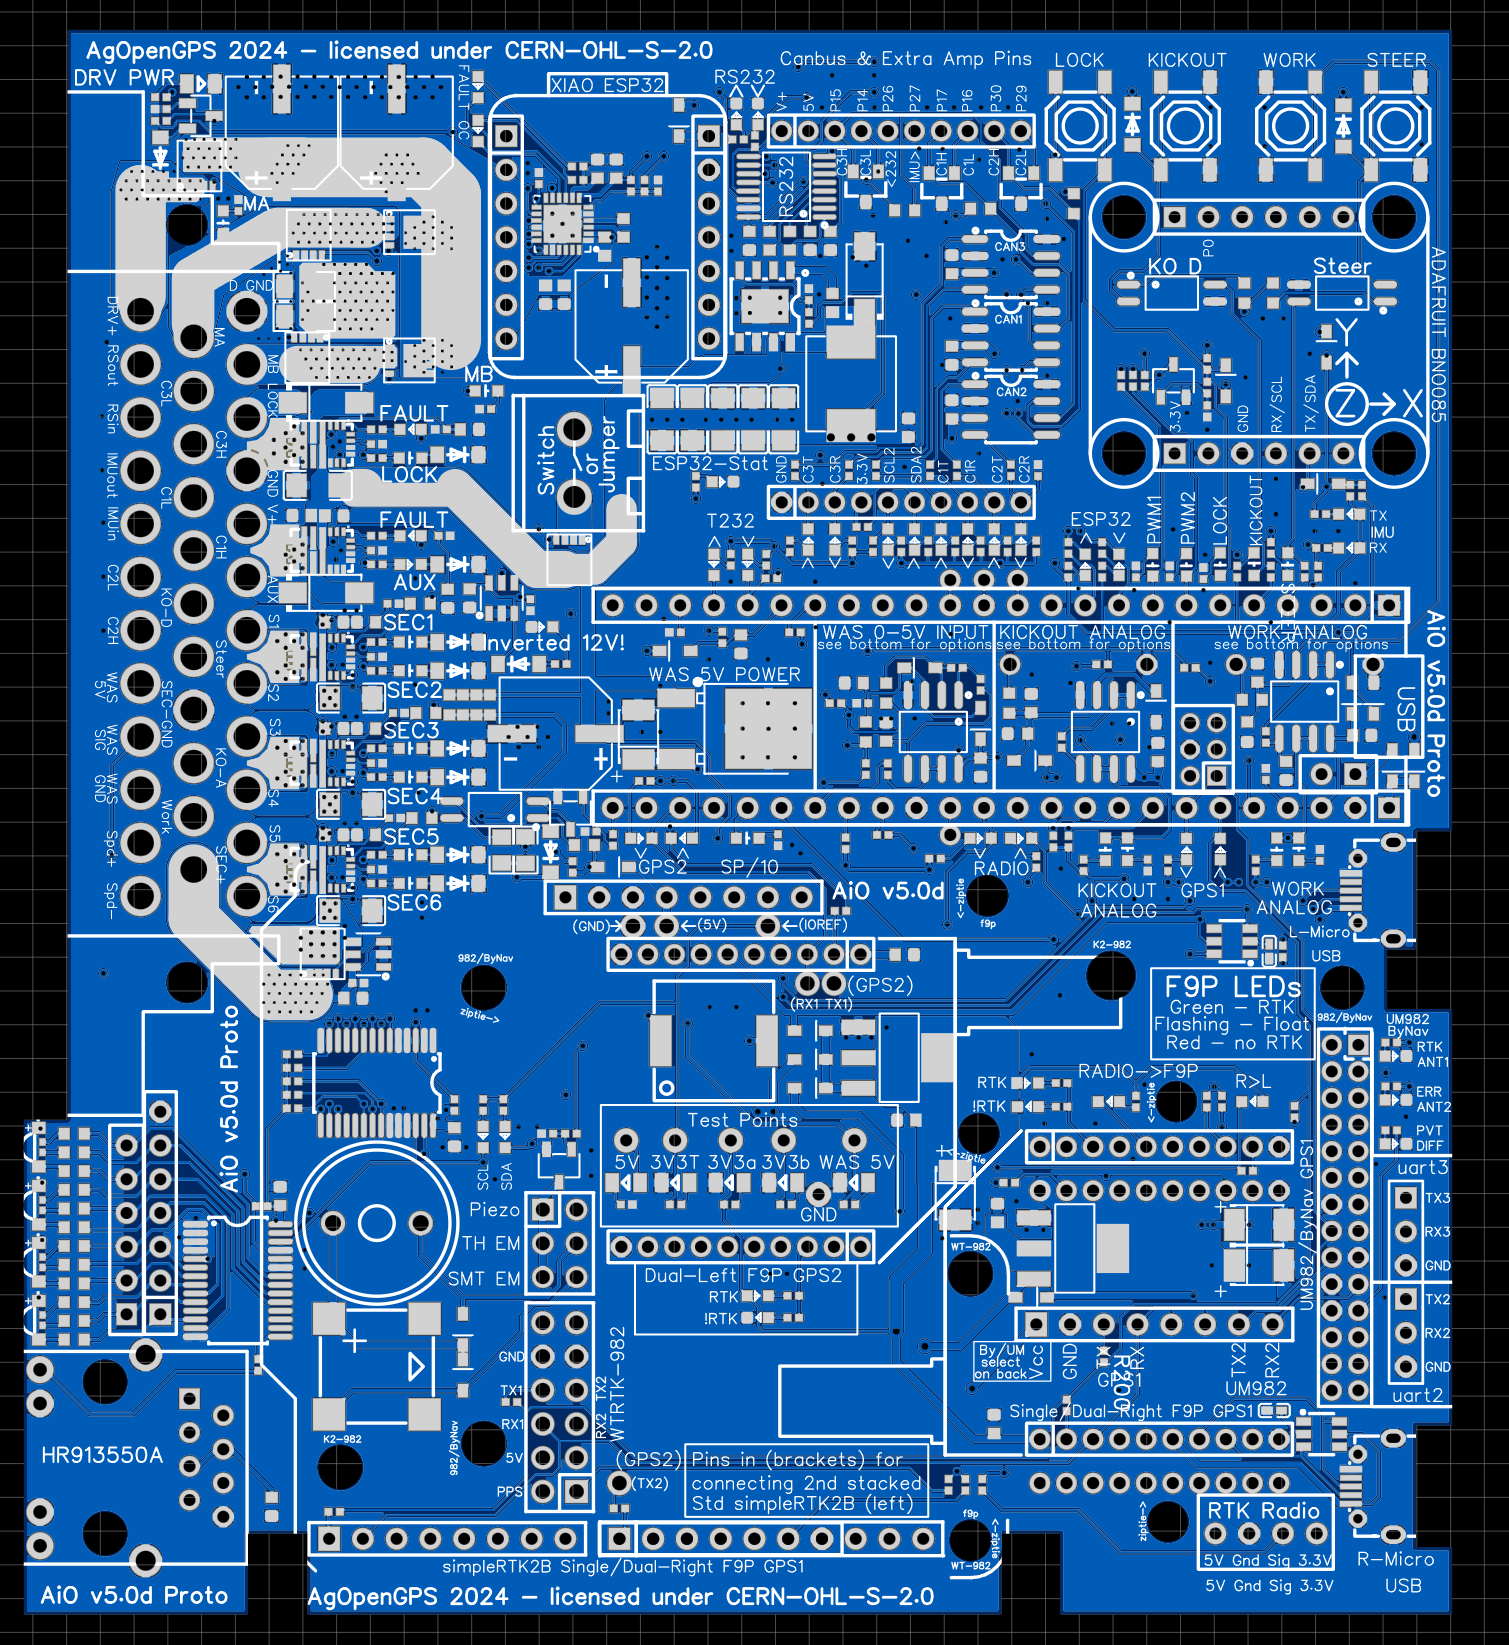 AgOpenGPS 2024 - licensed under CERN-OHL-S-2.0
DRV PWR
FAULT OC
XIAO ESP32
RS232
Canbus & Extra Amp Pins
LOCK
KICKOUT
WORK
STEER
V+
5V
P15
P14
P26
P27
P17
P16
P30
P29
C3H
C3L
<232
IMU>
C1H
C1L
C2H
C2L
RS232
MA
CAN3
CAN1
CAN2
P0
KO D
Steer
ADAFRUIT BNO085
Y
Z
X
3.3V
GND
RX/SCL
TX/SDA
D GND
DRV+
RSout
RSin
IMUout
IMUin
C2L
C2H
WAS 5V
WAS SIG
WAS GND
Spd+
Spd-
MA
C3L
C3H
C1L
C1H
KO-D
Steer
SEC-GND
KO-A
Work
SEC+
MB
LOCK
GND
V+
AUX
S1
S2
S3
S4
S5
S6
MB
FAULT
LOCK
FAULT
AUX
SEC1
SEC2
SEC3
SEC4
SEC5
SEC6
Switch
or
Jumper
ESP32-Stat
GND
C3T
C3R
3.3V
SCL2
SDA2
C1T
C1R
C2T
C2R
T232
ESP32
PWM1
PWM2
LOCK
KICKOUT
TX
IMU
RX
Inverted 12V!
WAS 5V POWER
WAS 0-5V INPUT
see bottom for options
KICKOUT ANALOG
see bottom for options
WORK ANALOG
see bottom for options
USB
AiO v5.0d Proto
GPS2
SP/10
AiO v5.0d
RADIO
KICKOUT
ANALOG
GPS1
WORK
ANALOG
L-Micro
USB
<-ziptie
f9p
(GND)
(5V)
(IOREF)
982/ByNav
ziptie->
(RX1 TX1)
(GPS2)
K2-982
F9P LEDs
Green - RTK
Flashing - Float
Red - no RTK
982/ByNav
UM982
ByNav
RTK
ANT1
ERR
ANT2
PVT
DIFF
AiO v5.0d Proto
RTK
!RTK
RADIO->F9P
<-ziptie
R>L
SCL
SDA
Test Points
5V
3V3T
3V3a
3V3b
WAS 5V
GND
<-ziptie
uart3
TX3
RX3
GND
TX2
RX2
GND
uart2
UM982/ByNav GPS1
Piezo
TH EM
SMT EM
Dual-Left F9P GPS2
RTK
!RTK
WT-982
GND
TX1
RX1
5V
PPS
TX2
RX2
WTRTK-982
By/UM
select
on back
Vcc
GND
RX
TX2
RX2
GPS1
UM982
Single/Dual-Right F9P GPS1
HR913550A
K2-982
982/ByNav
(GPS2)
(TX2)
Pins in (brackets) for
connecting 2nd stacked
Std simpleRTK2B (left)
f9p
<-ziptie
WT-982
ziptie->
RTK Radio
5V Gnd Sig 3.3V
5V Gnd Sig 3.3V
R-Micro
USB
simpleRTK2B Single/Dual-Right F9P GPS1
AiO v5.0d Proto
AgOpenGPS 2024 - licensed under CERN-OHL-S-2.0